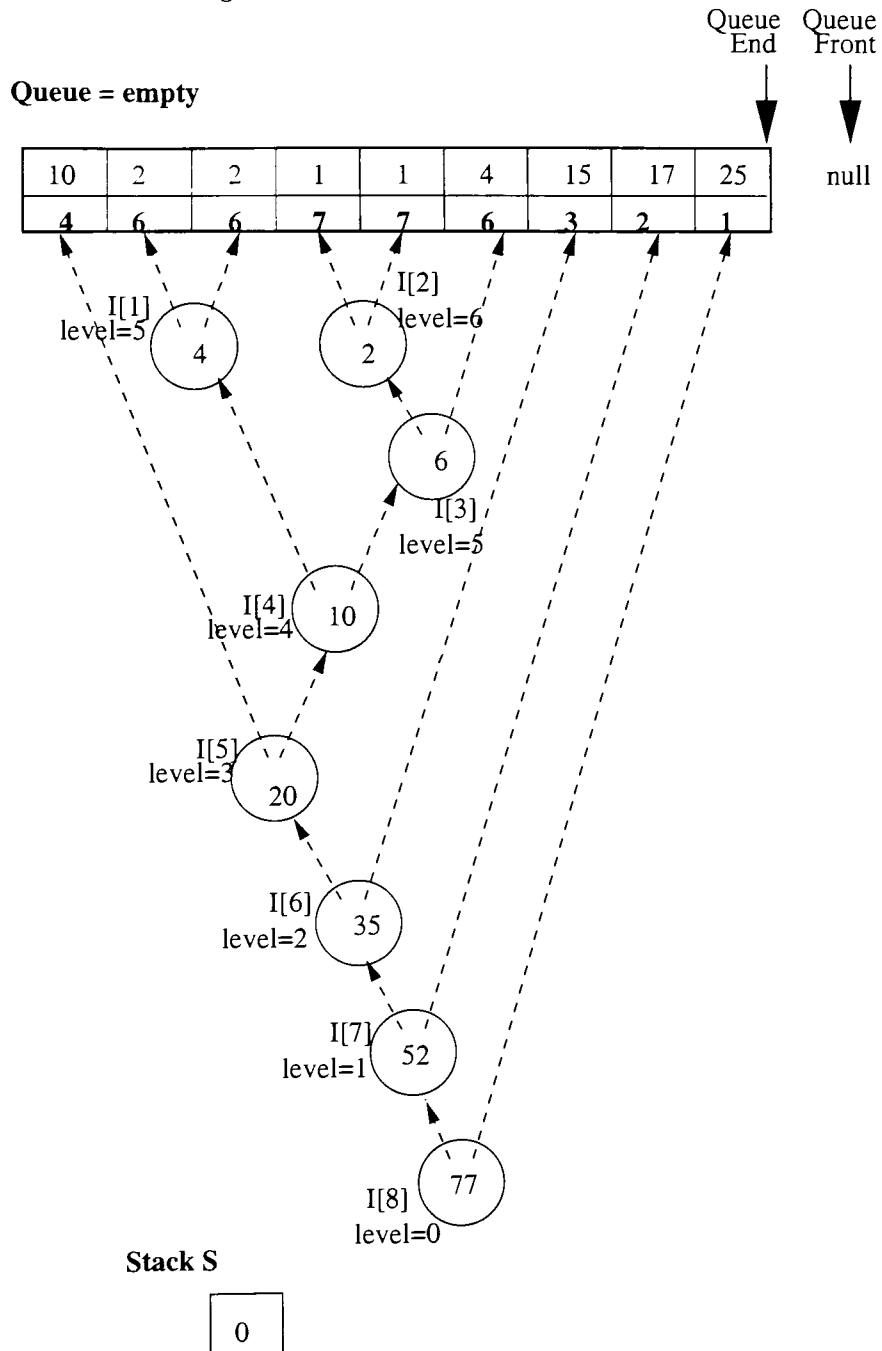 Queue Queue
End Front
Queue = empty
10 2 2 1 1 4 15 17 25 null
4 6 6 7 7 6 3 2 1
I[1]
level=5
4
I[2]
level=6
2
6
I[3]
level=5
I[4]
level=4
10
I[5]
level=3
20
I[6]
level=2
35
I[7]
level=1
52
77
I[8]
level=0
Stack S
0